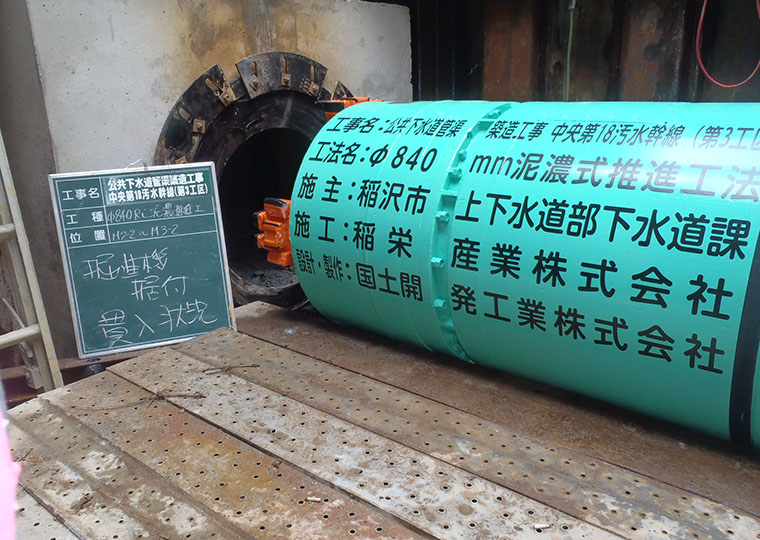 工事名 公共下水道管渠築造工事
中央第18汚水幹線(第3工区)
工種 φ840RC泥濃推進工
位置 M2-2～M3-2
掘進機
据付
貫入状況
工事名：公共下水道管渠築造工事 中央第18汚水幹線（第3工区
工法名：φ840mm泥濃式推進工法
施主：稲沢市上下水道部下水道課
施工：稲栄産業株式会社
設計・製作：国土開発工業株式会社